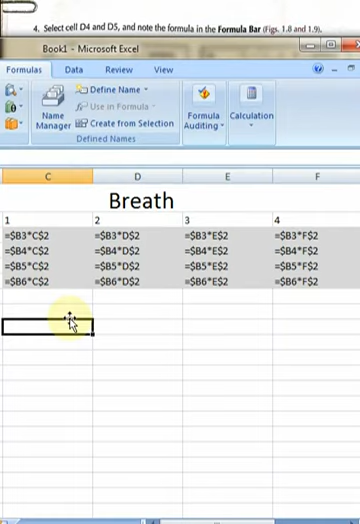 4. Select cell D4 and D5, and note the formula in the Formula Bar (Figs. 1.8 and 1.9).
Book1 - Microsoft Excel
Formulas Data Review View
Define Name
Use in Formula
Create from Selection
Name Manager
Defined Names
Formula Auditing
Calculation
C D E F
Breath
1 2 3 4
=$B3*C$2 =$B3*D$2 =$B3*E$2 =$B3*F$2
=$B4*C$2 =$B4*D$2 =$B4*E$2 =$B4*F$2
=$B5*C$2 =$B5*D$2 =$B5*E$2 =$B5*F$2
=$B6*C$2 =$B6*D$2 =$B6*E$2 =$B6*F$2